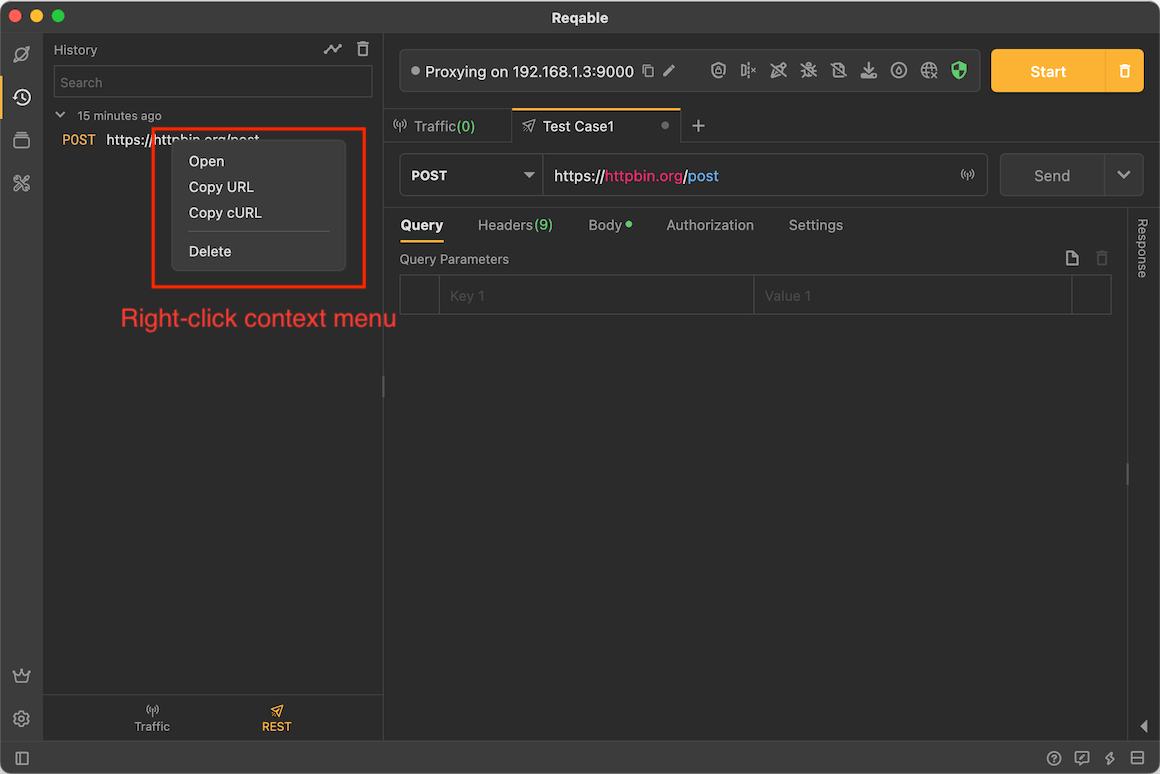 Reqable
History
Search
15 minutes ago
POST https://httpbin.org/post
Open
Copy URL
Copy cURL
Delete
Right-click context menu
Traffic
REST
Proxying on 192.168.1.3:9000
Start
Traffic(0)
Test Case1
POST
https://httpbin.org/post
Send
Query
Headers(9)
Body
Authorization
Settings
Query Parameters
Key 1
Value 1
Response